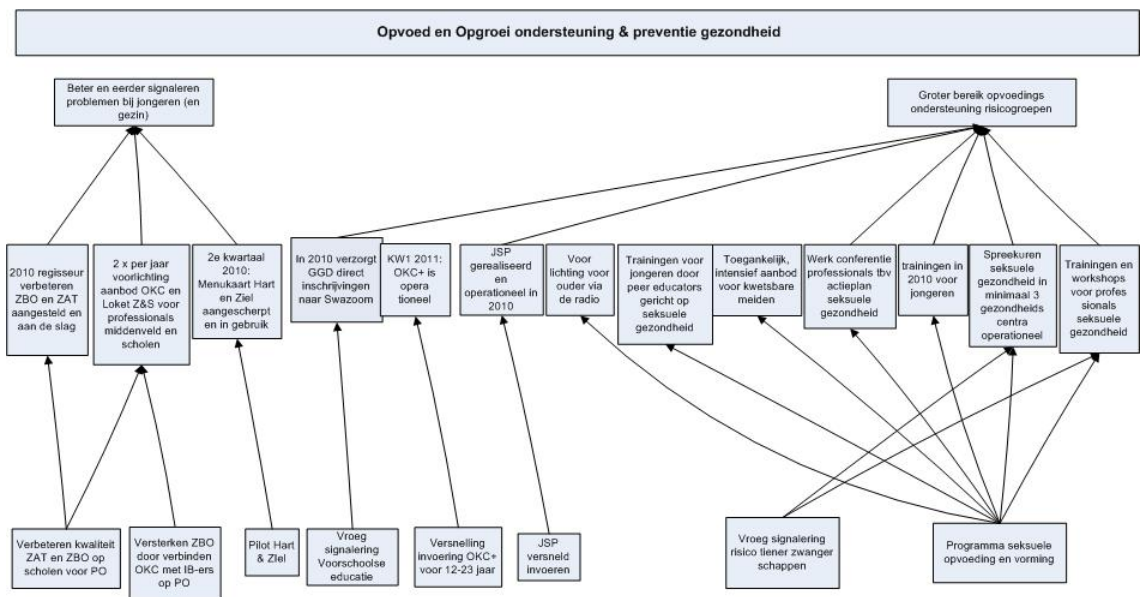 Opvoed en Opgroei ondersteuning & preventie gezondheid
Beter en eerder signaleren
problemen bij jongeren (en
gezin)
Groter bereik opvoedings
ondersteuning risicogroepen
2010 regisseur
verbeteren
ZBO en ZAT
aangesteld en
aan de slag
2 x per jaar
voorlichting
aanbod OKC en
Loket Z&S voor
professionals
middenveld en
scholen
2e kwartaal
2010:
Menukaart Hart
en Ziel
aangescherpt
en in gebruik
In 2010 verzorgt
GGD direct
inschrijvingen
naar Swazoom
KW1 2011:
OKC+ is
opera
tioneel
JSP
gerealiseerd en
operationeel in
2010
Voor
lichting voor
ouder via
de radio
Trainingen voor
jongeren door
peer educators
gericht op
seksuele
gezondheid
Toegankelijk,
intensief aanbod
voor kwetsbare
meiden
Werk conferentie
professionals tbv
actieplan
seksuele
gezondheid
trainingen in
2010 voor
jongeren
Spreekuren
seksuele
gezondheid in
minimaal 3
gezondheids
centra
operationeel
Trainingen en
workshops
voor profes
sionals
seksuele
gezondheid
Verbeteren kwaliteit
ZAT en ZBO op
scholen voor PO
Versterken ZBO
door verbinden
OKC met IB-ers
op PO
Pilot Hart
& ZIel
Vroeg
signalering
Voorschoolse
educatie
Versnelling
invoering OKC+
voor 12-23 jaar
JSP
versneld
invoeren
Vroeg signalering
risico tiener zwanger
schappen
Programma seksuele
opvoeding en vorming